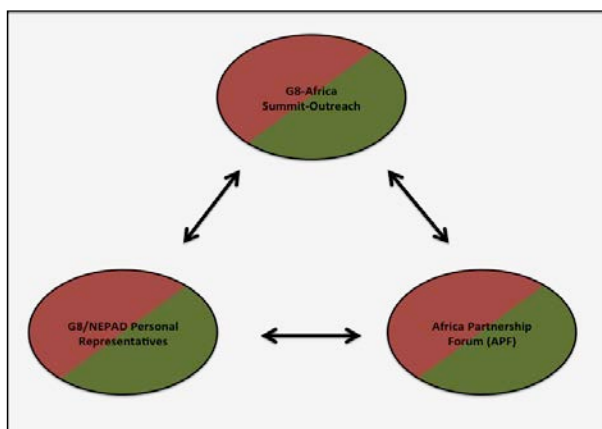 G8-Africa
Summit-Outreach
G8/NEPAD Personal
Representatives
Africa Partnership
Forum (APF)